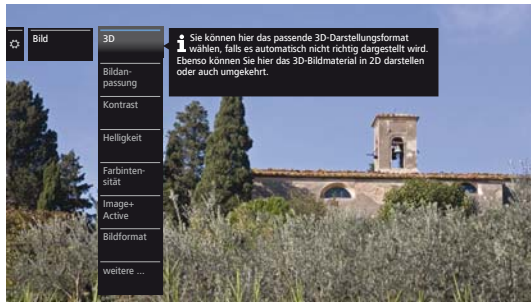 Bild
3D
Sie können hier das passende 3D-Darstellungsformat
wählen, falls es automatisch nicht richtig dargestellt wird.
Ebenso können Sie hier das 3D-Bildmaterial in 2D darstellen
oder auch umgekehrt.
Bildan-
passung
Kontrast
Helligkeit
Farbinten-
sität
Image+
Active
Bildformat
weitere ...